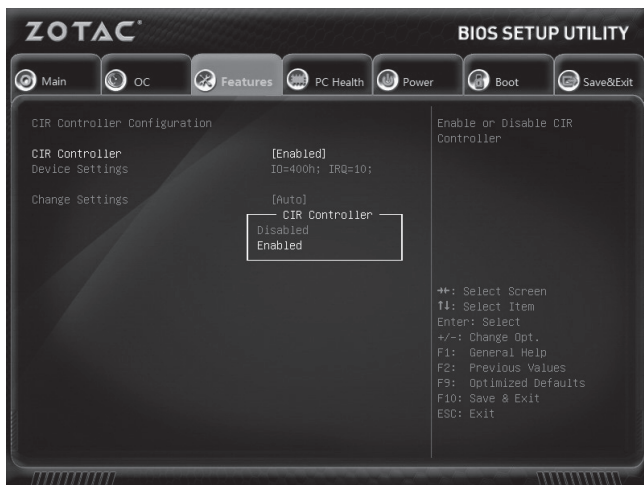 ZOTAC
BIOS SETUP UTILITY
Main
OC
Features
PC Health
Power
Boot
Save&Exit
CIR Controller Configuration
CIR Controller [Enabled]
Device Settings IO=400h; IRQ=10;
Change Settings [Auto]
CIR Controller
Disabled
Enabled
Enable or Disable CIR
Controller
→←: Select Screen
↑↓: Select Item
Enter: Select
+/-: Change Opt.
F1: General Help
F2: Previous Values
F9: Optimized Defaults
F10: Save & Exit
ESC: Exit